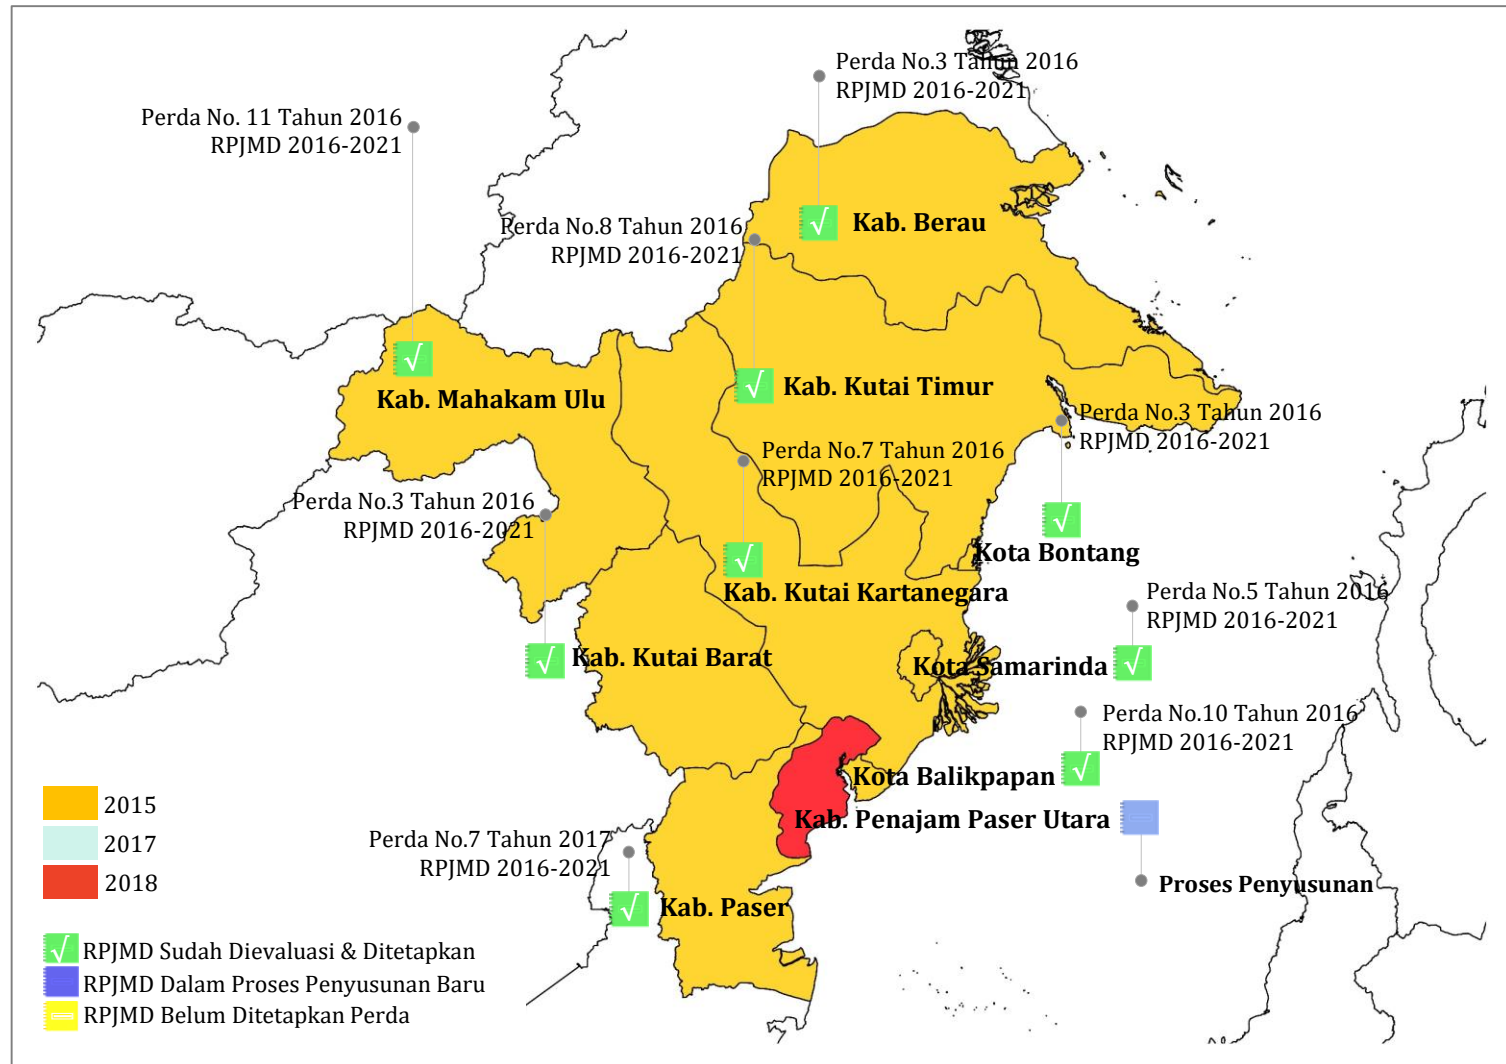 Perda No.3 Tahun 2016
RPJMD 2016-2021
Perda No. 11 Tahun 2016
RPJMD 2016-2021
Perda No.8 Tahun 2016
RPJMD 2016-2021
√ Kab. Berau
√
Kab. Mahakam Ulu
√ Kab. Kutai Timur
Perda No.3 Tahun 2016
RPJMD 2016-2021
Perda No.7 Tahun 2016
RPJMD 2016-2021
Perda No.3 Tahun 2016
RPJMD 2016-2021
√
Kota Bontang
√
Kab. Kutai Kartanegara
Perda No.5 Tahun 2016
RPJMD 2016-2021
√ Kab. Kutai Barat
Kota Samarinda √
Perda No.10 Tahun 2016
RPJMD 2016-2021
Kota Balikpapan √
Kab. Penajam Paser Utara
Proses Penyusunan
Perda No.7 Tahun 2017
RPJMD 2016-2021
√ Kab. Paser
2015
2017
2018
√ RPJMD Sudah Dievaluasi & Ditetapkan
RPJMD Dalam Proses Penyusunan Baru
RPJMD Belum Ditetapkan Perda